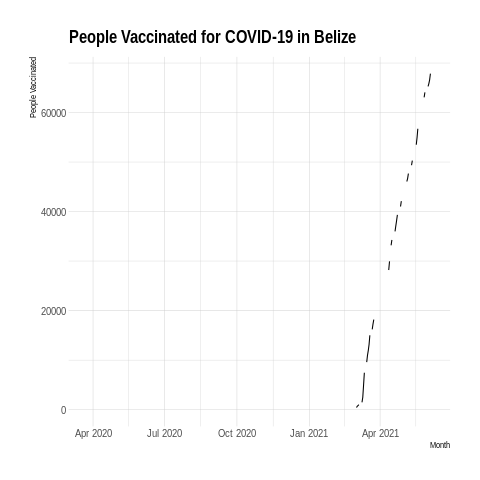 People Vaccinated for COVID-19 in Belize
People Vaccinated
60000
40000
20000
0
Apr 2020 Jul 2020 Oct 2020 Jan 2021 Apr 2021
Month